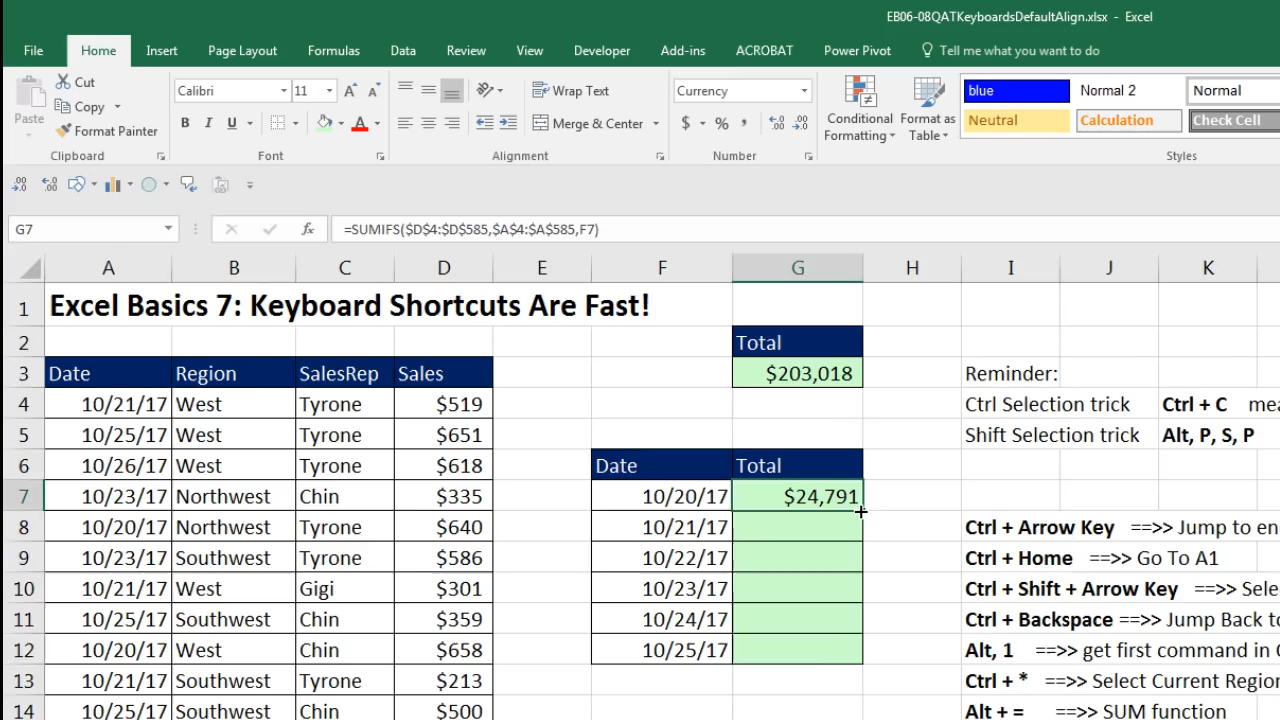 EB06-08QATKeyboardsDefaultAlign.xlsx - Excel
File Home Insert Page Layout Formulas Data Review View Developer Add-ins ACROBAT Power Pivot Tell me what you want to do
Paste Cut Copy Format Painter
Calibri 11
B I U
Wrap Text
Merge & Center
Currency
$ % ,
Conditional Formatting Format as Table
blue Normal 2 Normal
Neutral Calculation Check Cell
Clipboard Font Alignment Number Styles
G7 fx =SUMIFS($D$4:$D$585,$A$4:$A$585,F7)
A B C D E F G H I J K
1 Excel Basics 7: Keyboard Shortcuts Are Fast!
2 Total
3 Date Region SalesRep Sales $203,018 Reminder:
4 10/21/17 West Tyrone $519 Ctrl Selection trick Ctrl + C mea
5 10/25/17 West Tyrone $651 Shift Selection trick Alt, P, S, P
6 10/26/17 West Tyrone $618 Date Total
7 10/23/17 Northwest Chin $335 10/20/17 $24,791
8 10/20/17 Northwest Tyrone $640 10/21/17 Ctrl + Arrow Key ==>> Jump to en
9 10/23/17 Southwest Tyrone $586 10/22/17 Ctrl + Home ==>> Go To A1
10 10/21/17 West Gigi $301 10/23/17 Ctrl + Shift + Arrow Key ==>> Sele
11 10/25/17 Southwest Chin $359 10/24/17 Ctrl + Backspace ==>> Jump Back to
12 10/20/17 West Chin $658 10/25/17 Alt, 1 ==>> get first command in
13 10/21/17 Southwest Tyrone $213 Ctrl + * ==>> Select Current Region
14 10/25/17 Southwest Chin $500 Alt + = ==>> SUM function